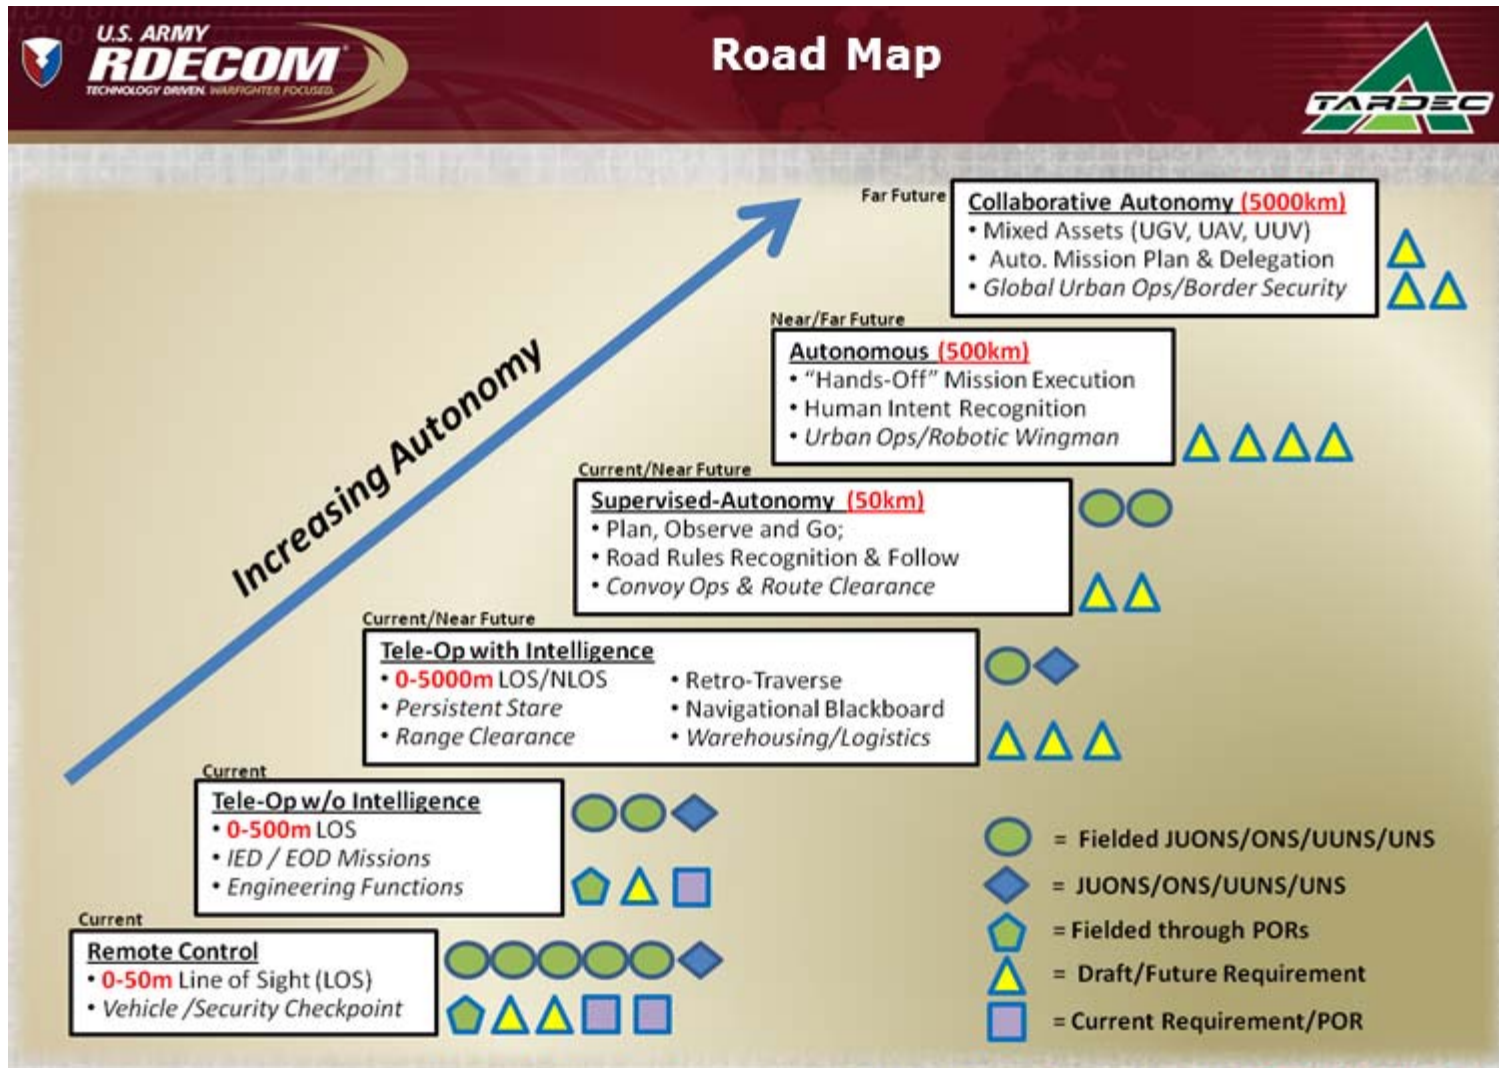 U.S. ARMY
RDECOM
TECHNOLOGY DRIVEN. WARFIGHTER FOCUSED.
Road Map
TARDEC
Increasing Autonomy
Far Future
Collaborative Autonomy (5000km)
• Mixed Assets (UGV, UAV, UUV)
• Auto. Mission Plan & Delegation
• Global Urban Ops/Border Security
Near/Far Future
Autonomous (500km)
• “Hands-Off” Mission Execution
• Human Intent Recognition
• Urban Ops/Robotic Wingman
Current/Near Future
Supervised-Autonomy (50km)
• Plan, Observe and Go;
• Road Rules Recognition & Follow
• Convoy Ops & Route Clearance
Current/Near Future
Tele-Op with Intelligence
• 0-5000m LOS/NLOS
• Persistent Stare
• Range Clearance
• Retro-Traverse
• Navigational Blackboard
• Warehousing/Logistics
Current
Tele-Op w/o Intelligence
• 0-500m LOS
• IED / EOD Missions
• Engineering Functions
Current
Remote Control
• 0-50m Line of Sight (LOS)
• Vehicle /Security Checkpoint
= Fielded JUONS/ONS/UUNS/UNS
= JUONS/ONS/UUNS/UNS
= Fielded through PORs
= Draft/Future Requirement
= Current Requirement/POR